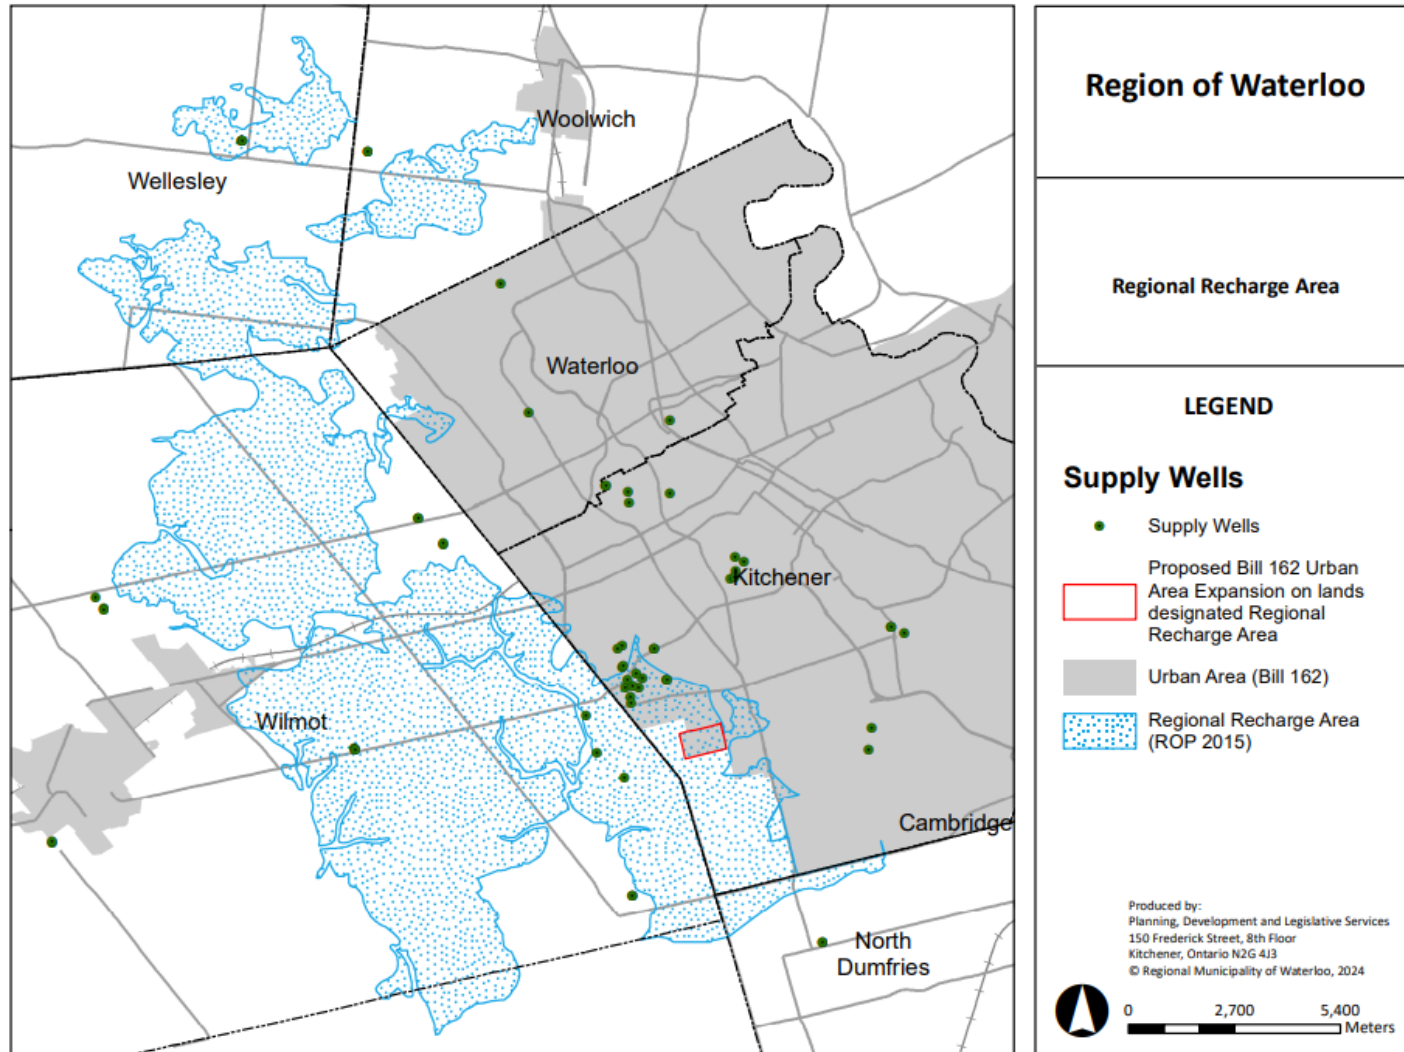 Woolwich
Wellesley
Waterloo
Kitchener
Wilmot
Cambridge
North
Dumfries
Region of Waterloo
Regional Recharge Area
LEGEND
Supply Wells
Supply Wells
Proposed Bill 162 Urban
Area Expansion on lands
designated Regional
Recharge Area
Urban Area (Bill 162)
Regional Recharge Area
(ROP 2015)
Produced by:
Planning, Development and Legislative Services
150 Frederick Street, 8th Floor
Kitchener, Ontario N2G 4J3
© Regional Municipality of Waterloo, 2024
0 2,700 5,400
Meters